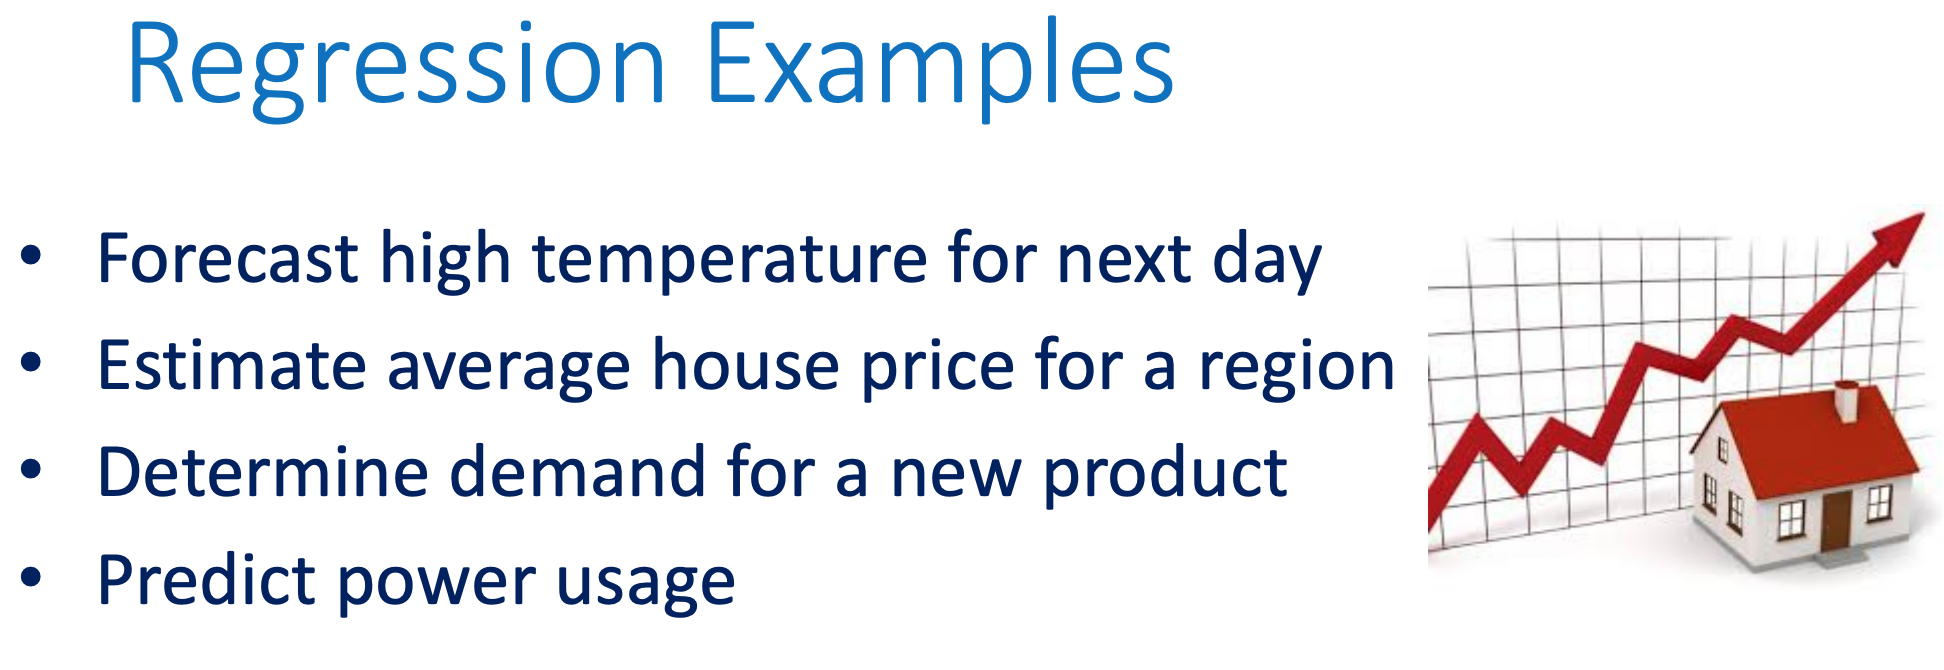 Regression Examples
• Forecast high temperature for next day
• Estimate average house price for a region
• Determine demand for a new product
• Predict power usage